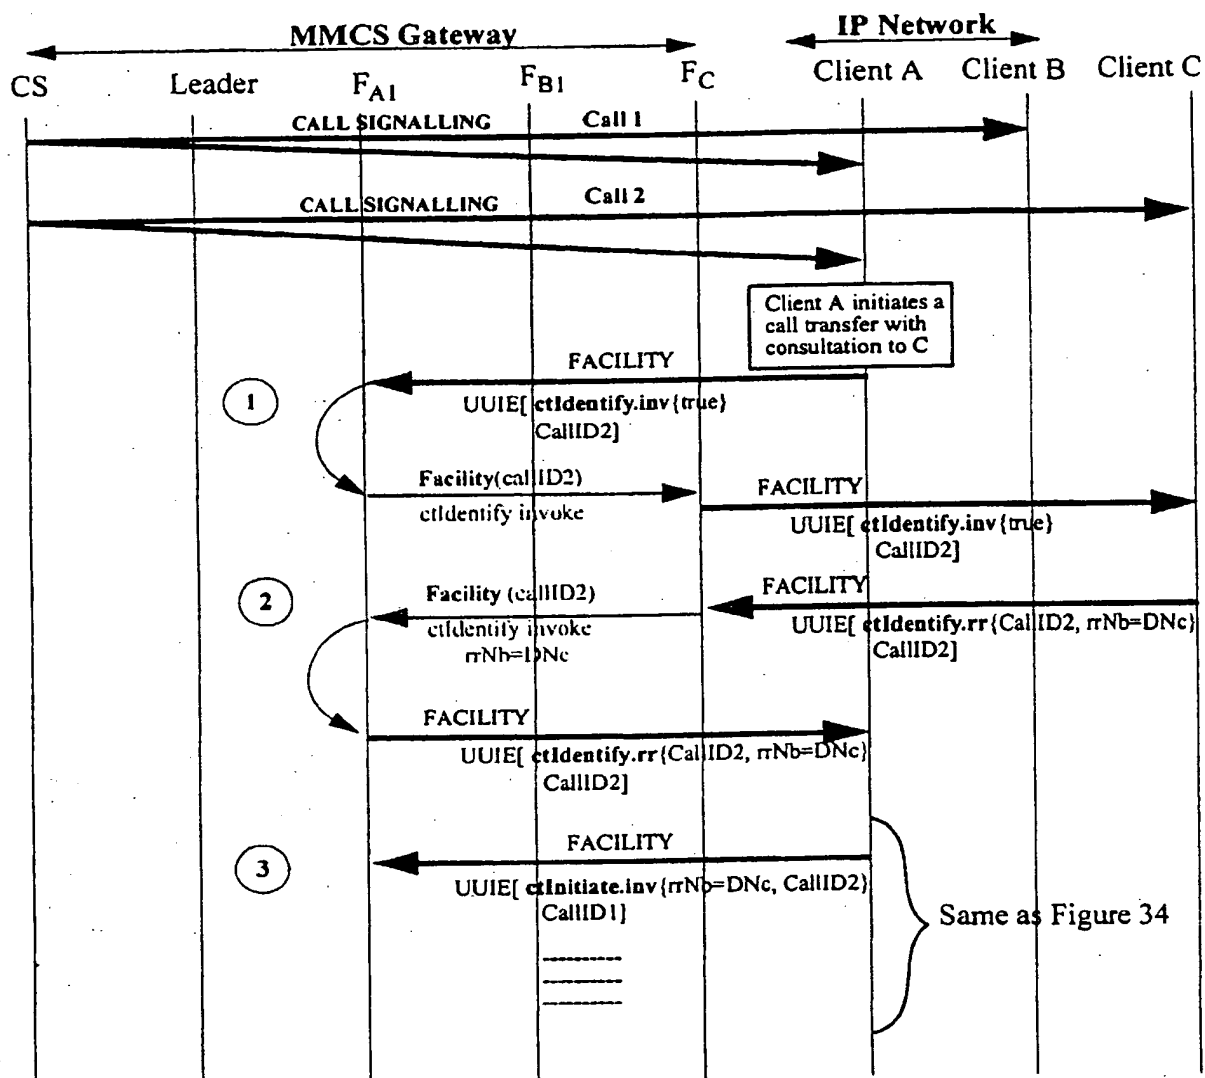 MMCS Gateway
IP Network
CS
Leader
FA1
FB1
FC
Client A
Client B
Client C
CALL SIGNALLING
Call 1
CALL SIGNALLING
Call 2
Client A initiates a
call transfer with
consultation to C
FACILITY
1
UUIE[ ctIdentify.inv{true}
CallID2]
Facility(callID2)
ctIdentify invoke
FACILITY
UUIE[ ctIdentify.inv{true}
CallID2]
FACILITY
2
Facility (callID2)
ctIdentify invoke
rrNb=DNc
UUIE[ ctIdentify.rr{CallID2, rrNb=DNc}
CallID2]
FACILITY
UUIE[ ctIdentify.rr{CallID2, rrNb=DNc}
CallID2]
FACILITY
3
UUIE[ ctInitiate.inv{rrNb=DNc, CallID2}
CallID1]
Same as Figure 34